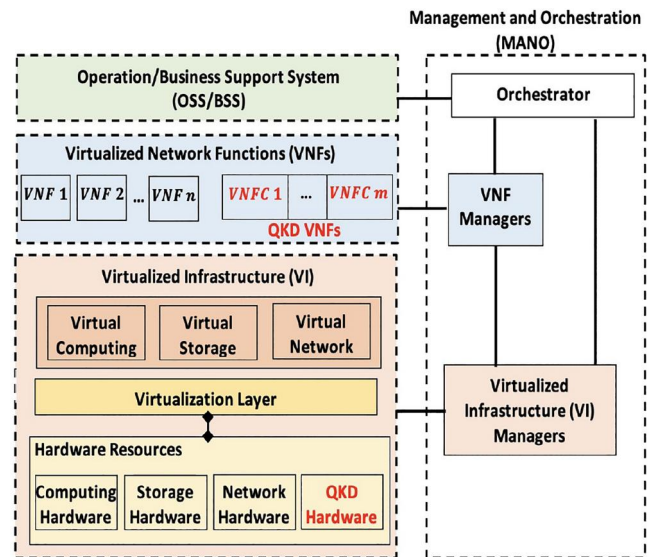 Management and Orchestration
(MANO)
Operation/Business Support System
(OSS/BSS)
Orchestrator
Virtualized Network Functions (VNFs)
VNF 1 VNF 2 ... VNF n VNFC 1 ... VNFC m
QKD VNFs
VNF
Managers
Virtualized Infrastructure (VI)
Virtual
Computing
Virtual
Storage
Virtual
Network
Virtualization Layer
Virtualized
Infrastructure (VI)
Managers
Hardware Resources
Computing
Hardware
Storage
Hardware
Network
Hardware
QKD
Hardware